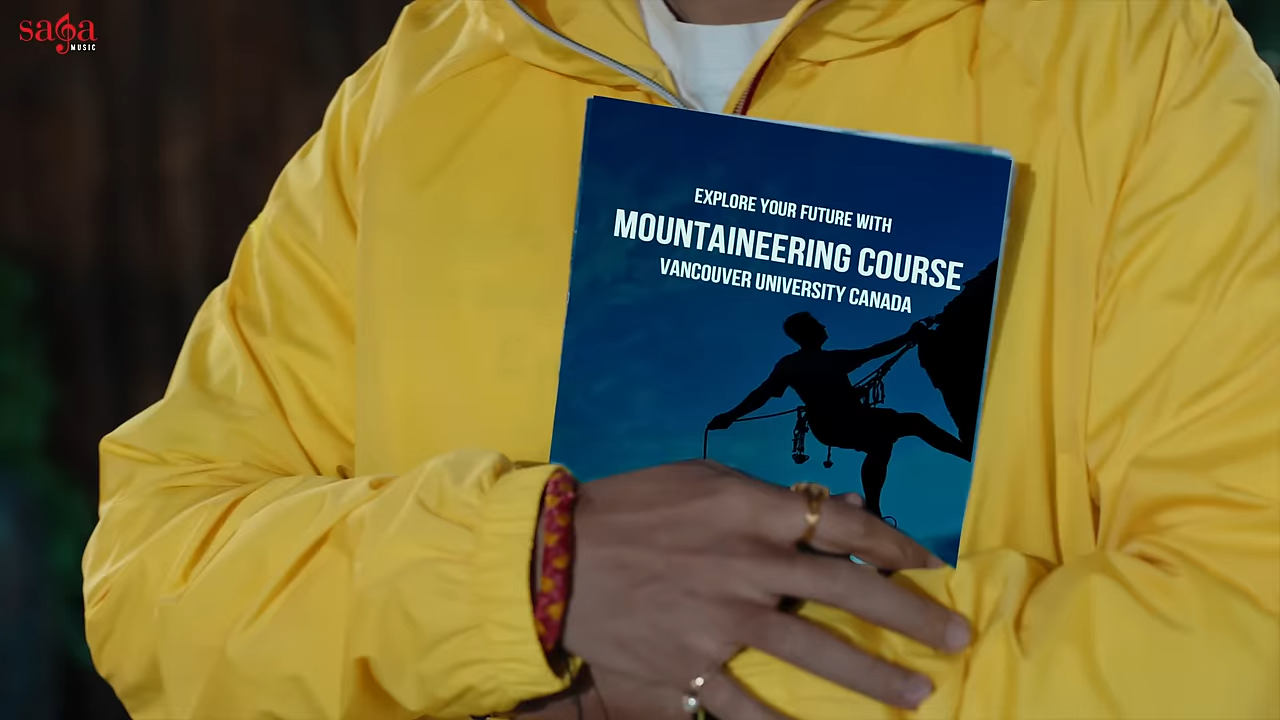 saga
MUSIC
EXPLORE YOUR FUTURE WITH
MOUNTAINEERING COURSE
VANCOUVER UNIVERSITY CANADA